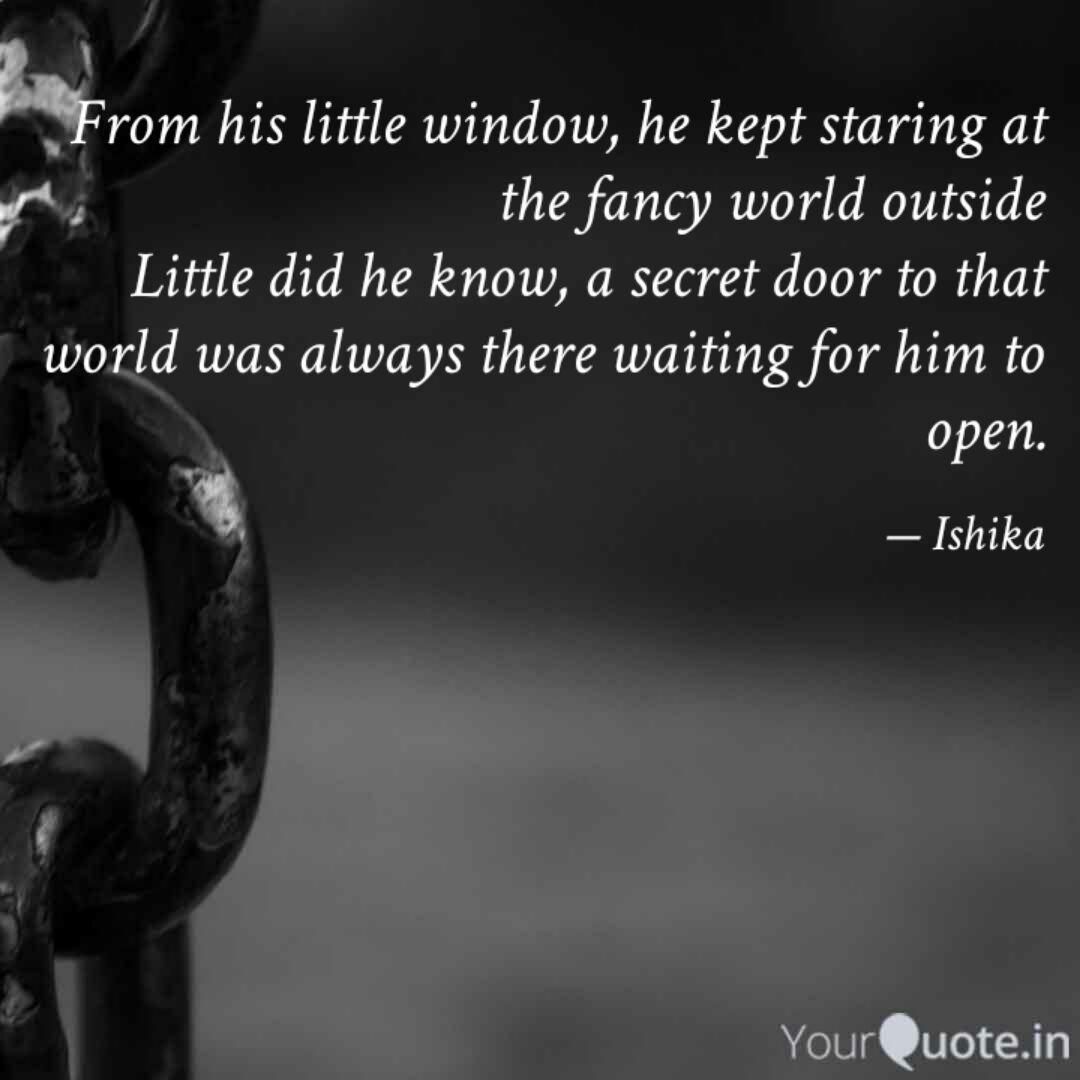 From his little window, he kept staring at
the fancy world outside
Little did he know, a secret door to that
world was always there waiting for him to
open.
— Ishika
YourQuote.in